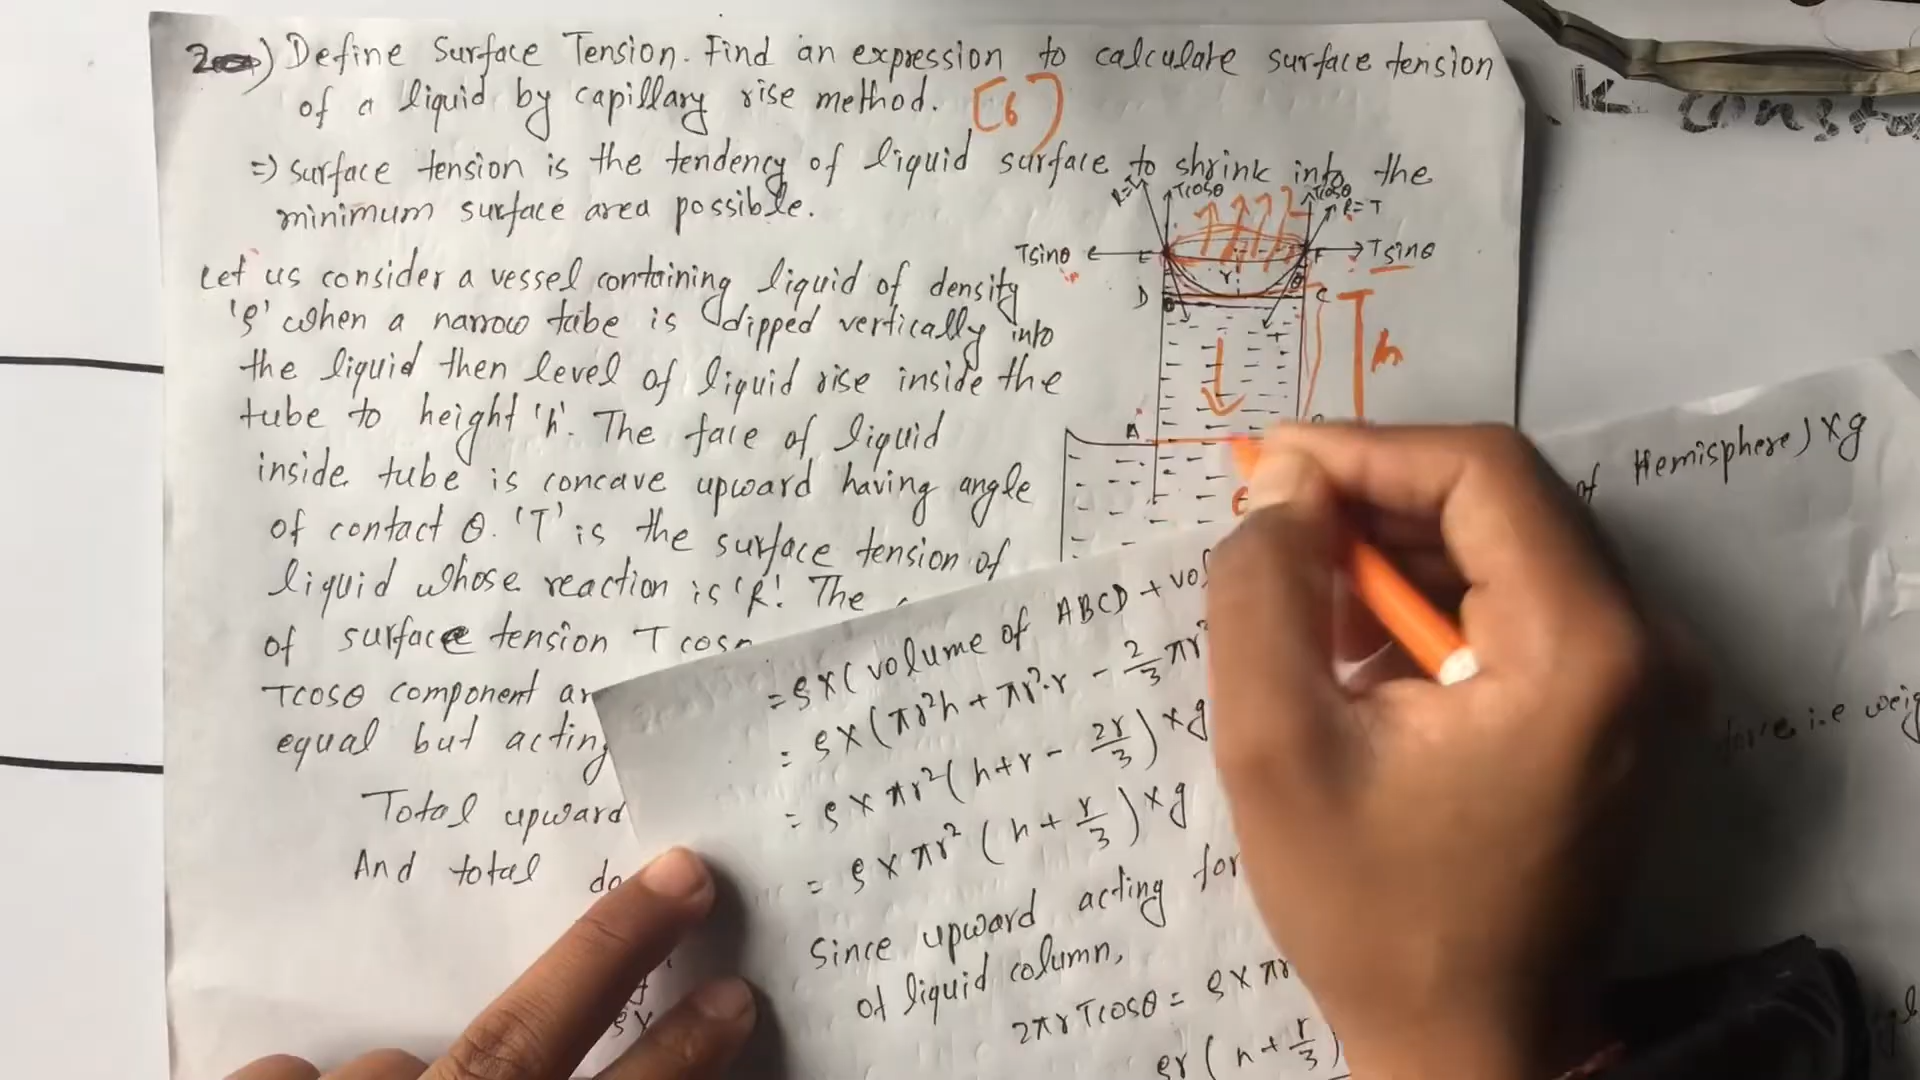 Define Surface Tension. Find an expression to calculate surface tension
of a liquid by capillary rise method. [6]
=> Surface tension is the tendency of liquid surface to shrink into the
minimum surface area possible.
R=T Tcosθ Tcosθ R=T
Tsinθ E F Tsinθ
r θ
D θ C
T
h
A
Let us consider a vessel containing liquid of density
'ρ' when a narrow tube is dipped vertically into
the liquid then level of liquid rise inside the
tube to height 'h'. The face of liquid
inside tube is concave upward having angle
of contact θ. 'T' is the surface tension of
liquid whose reaction is 'R'. The
of surface tension T cos
Tcosθ component
equal but acting
Total upward
And total
= ρ × (volume of ABCD +
= ρ × (πr²h + πr².r - 2/3 πr²
= ρ × πr² (h + r - 2r/3) × g
= ρ × πr² (h + r/3) × g
Since upward acting
of liquid column,
2πrTcosθ = ρ × πr
ρr (h + r/3)
of Hemisphere) × g
i.e
k